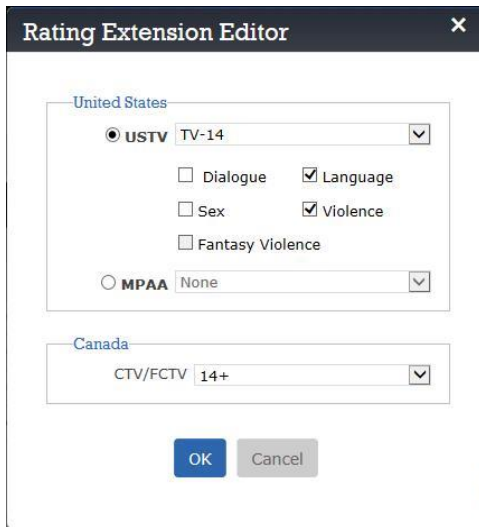 Rating Extension Editor
United States
USTV TV-14
Dialogue Language
Sex Violence
Fantasy Violence
MPAA None
Canada
CTV/FCTV 14+
OK Cancel